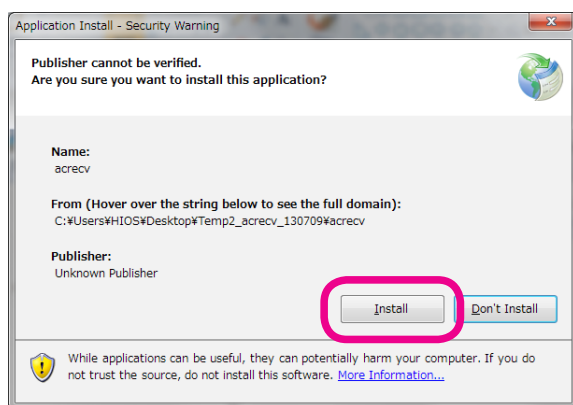 Application Install - Security Warning
Publisher cannot be verified.
Are you sure you want to install this application?
Name:
acrecv
From (Hover over the string below to see the full domain):
C:¥Users¥HIOS¥Desktop¥Temp2_acrecv_130709¥acrecv
Publisher:
Unknown Publisher
Install Don't Install
While applications can be useful, they can potentially harm your computer. If you do
not trust the source, do not install this software. More Information...